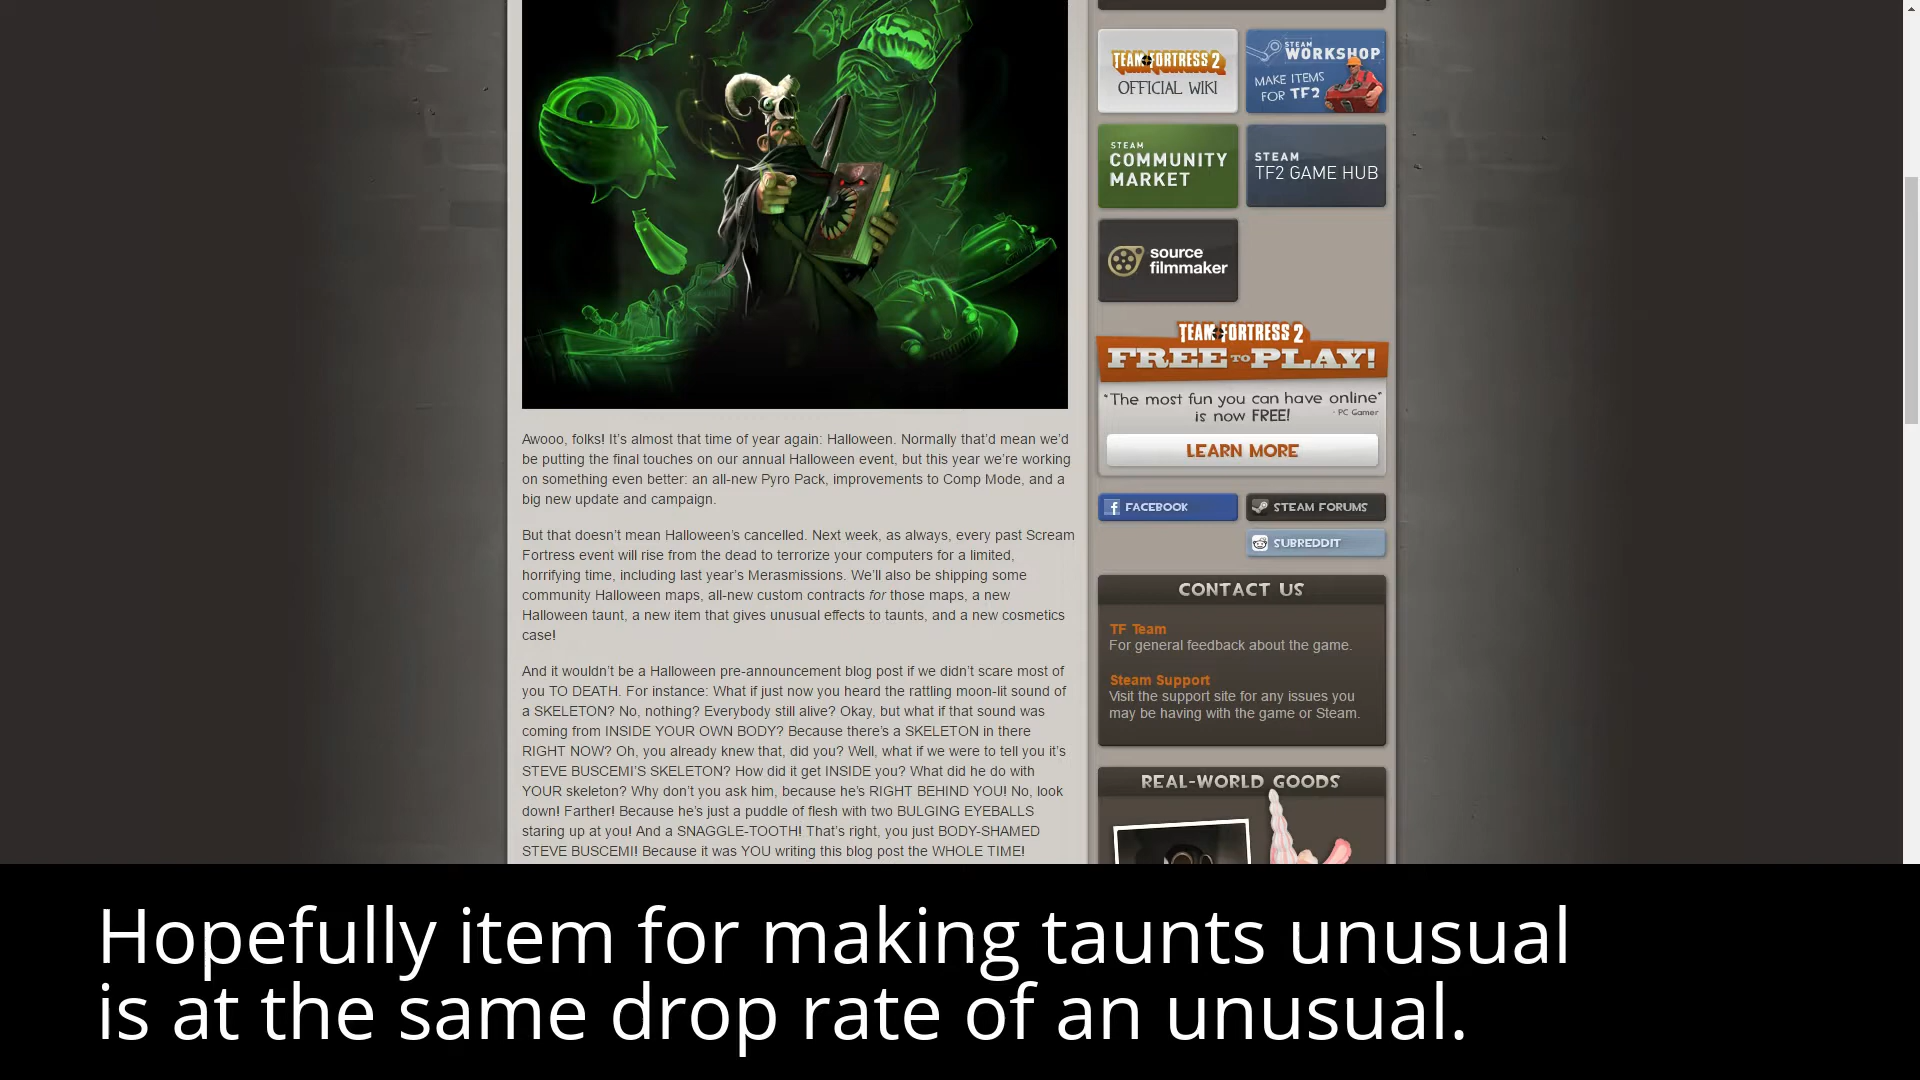 Awooo, folks! It's almost that time of year again: Halloween. Normally that'd mean we'd
be putting the final touches on our annual Halloween event, but this year we're working
on something even better: an all-new Pyro Pack, improvements to Comp Mode, and a
big new update and campaign.
But that doesn't mean Halloween's cancelled. Next week, as always, every past Scream
Fortress event will rise from the dead to terrorize your computers for a limited,
horrifying time, including last year's Merasmissions. We'll also be shipping some
community Halloween maps, all-new custom contracts for those maps, a new
Halloween taunt, a new item that gives unusual effects to taunts, and a new cosmetics
case!
And it wouldn't be a Halloween pre-announcement blog post if we didn't scare most of
you TO DEATH. For instance: What if just now you heard the rattling moon-lit sound of
a SKELETON? No, nothing? Everybody still alive? Okay, but what if that sound was
coming from INSIDE YOUR OWN BODY? Because there's a SKELETON in there
RIGHT NOW? Oh, you already knew that, did you? Well, what if we were to tell you it's
STEVE BUSCEMI'S SKELETON? How did it get INSIDE you? What did he do with
YOUR skeleton? Why don't you ask him, because he's RIGHT BEHIND YOU! No, look
down! Farther! Because he's just a puddle of flesh with two BULGING EYEBALLS
staring up at you! And a SNAGGLE-TOOTH! That's right, you just BODY-SHAMED
STEVE BUSCEMI! Because it was YOU writing this blog post the WHOLE TIME!
TEAM FORTRESS 2
OFFICIAL WIKI
STEAM
WORKSHOP
MAKE ITEMS
FOR TF2
STEAM
COMMUNITY
MARKET
STEAM
TF2 GAME HUB
source
filmmaker
TEAM FORTRESS 2
FREE TO PLAY!
"The most fun you can have online"
is now FREE! - PC Gamer
LEARN MORE
FACEBOOK
STEAM FORUMS
SUBREDDIT
CONTACT US
TF Team
For general feedback about the game.
Steam Support
Visit the support site for any issues you
may be having with the game or Steam.
REAL-WORLD GOODS
Hopefully item for making taunts unusual
is at the same drop rate of an unusual.